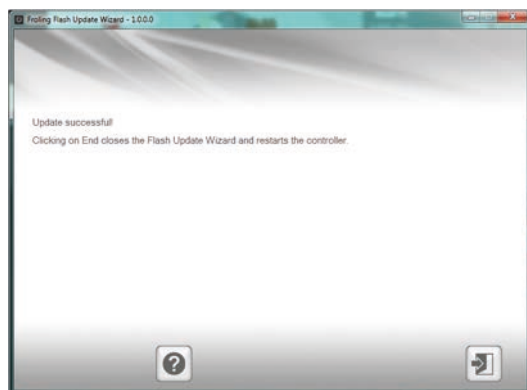 Froling Flash Update Wizard - 1.0.0.0
Update successful!
Clicking on End closes the Flash Update Wizard and restarts the controller.
?